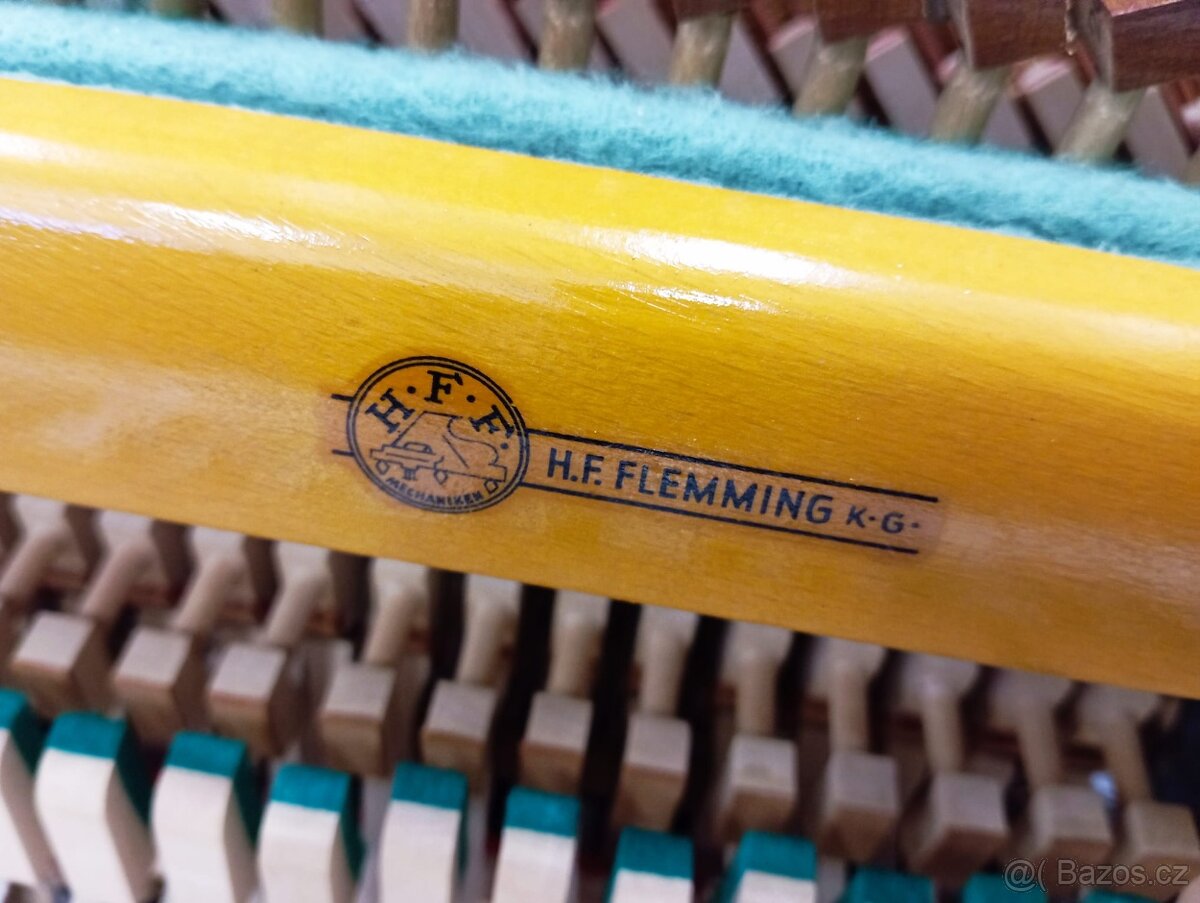 H·F·F·
MECHANIKEN
H.F. FLEMMING K·G·
@( Bazos.cz